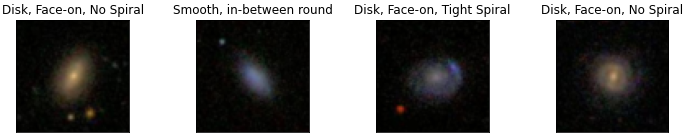 Disk, Face-on, No Spiral
Smooth, in-between round
Disk, Face-on, Tight Spiral
Disk, Face-on, No Spiral